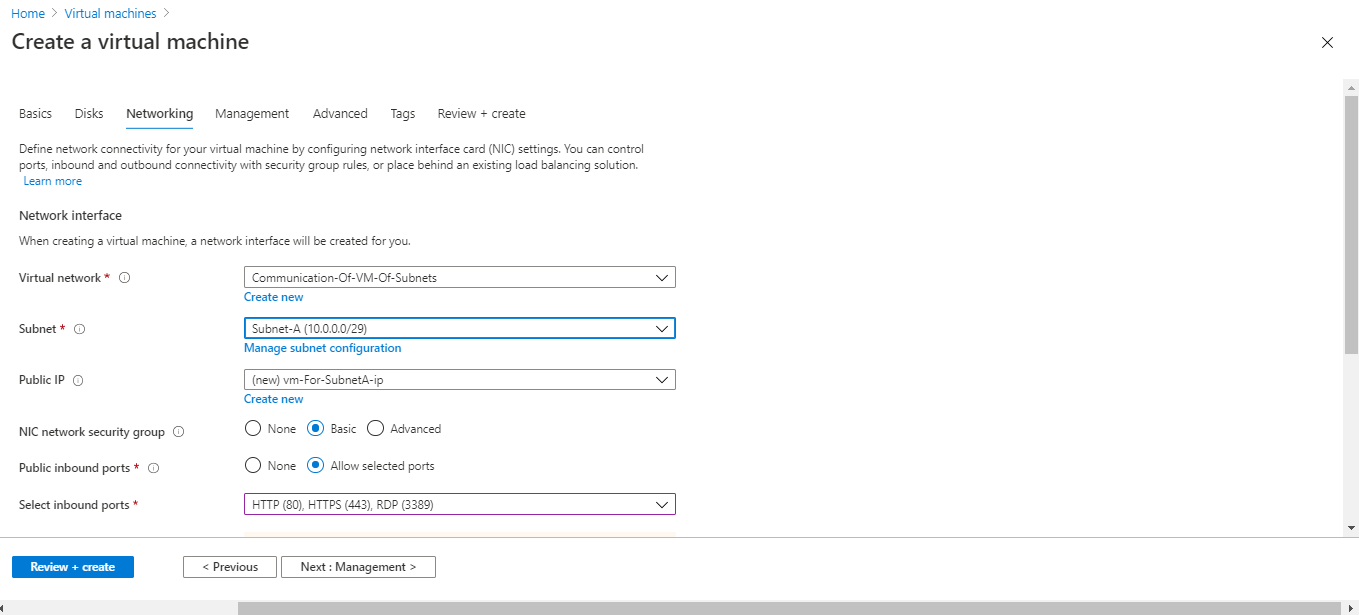 Home > Virtual machines >
Create a virtual machine
Basics Disks Networking Management Advanced Tags Review + create
Define network connectivity for your virtual machine by configuring network interface card (NIC) settings. You can control
ports, inbound and outbound connectivity with security group rules, or place behind an existing load balancing solution.
Learn more
Network interface
When creating a virtual machine, a network interface will be created for you.
Virtual network * Communication-Of-VM-Of-Subnets
Create new
Subnet * Subnet-A (10.0.0.0/29)
Manage subnet configuration
Public IP (new) vm-For-SubnetA-ip
Create new
NIC network security group None Basic Advanced
Public inbound ports * None Allow selected ports
Select inbound ports * HTTP (80), HTTPS (443), RDP (3389)
Review + create < Previous Next : Management >